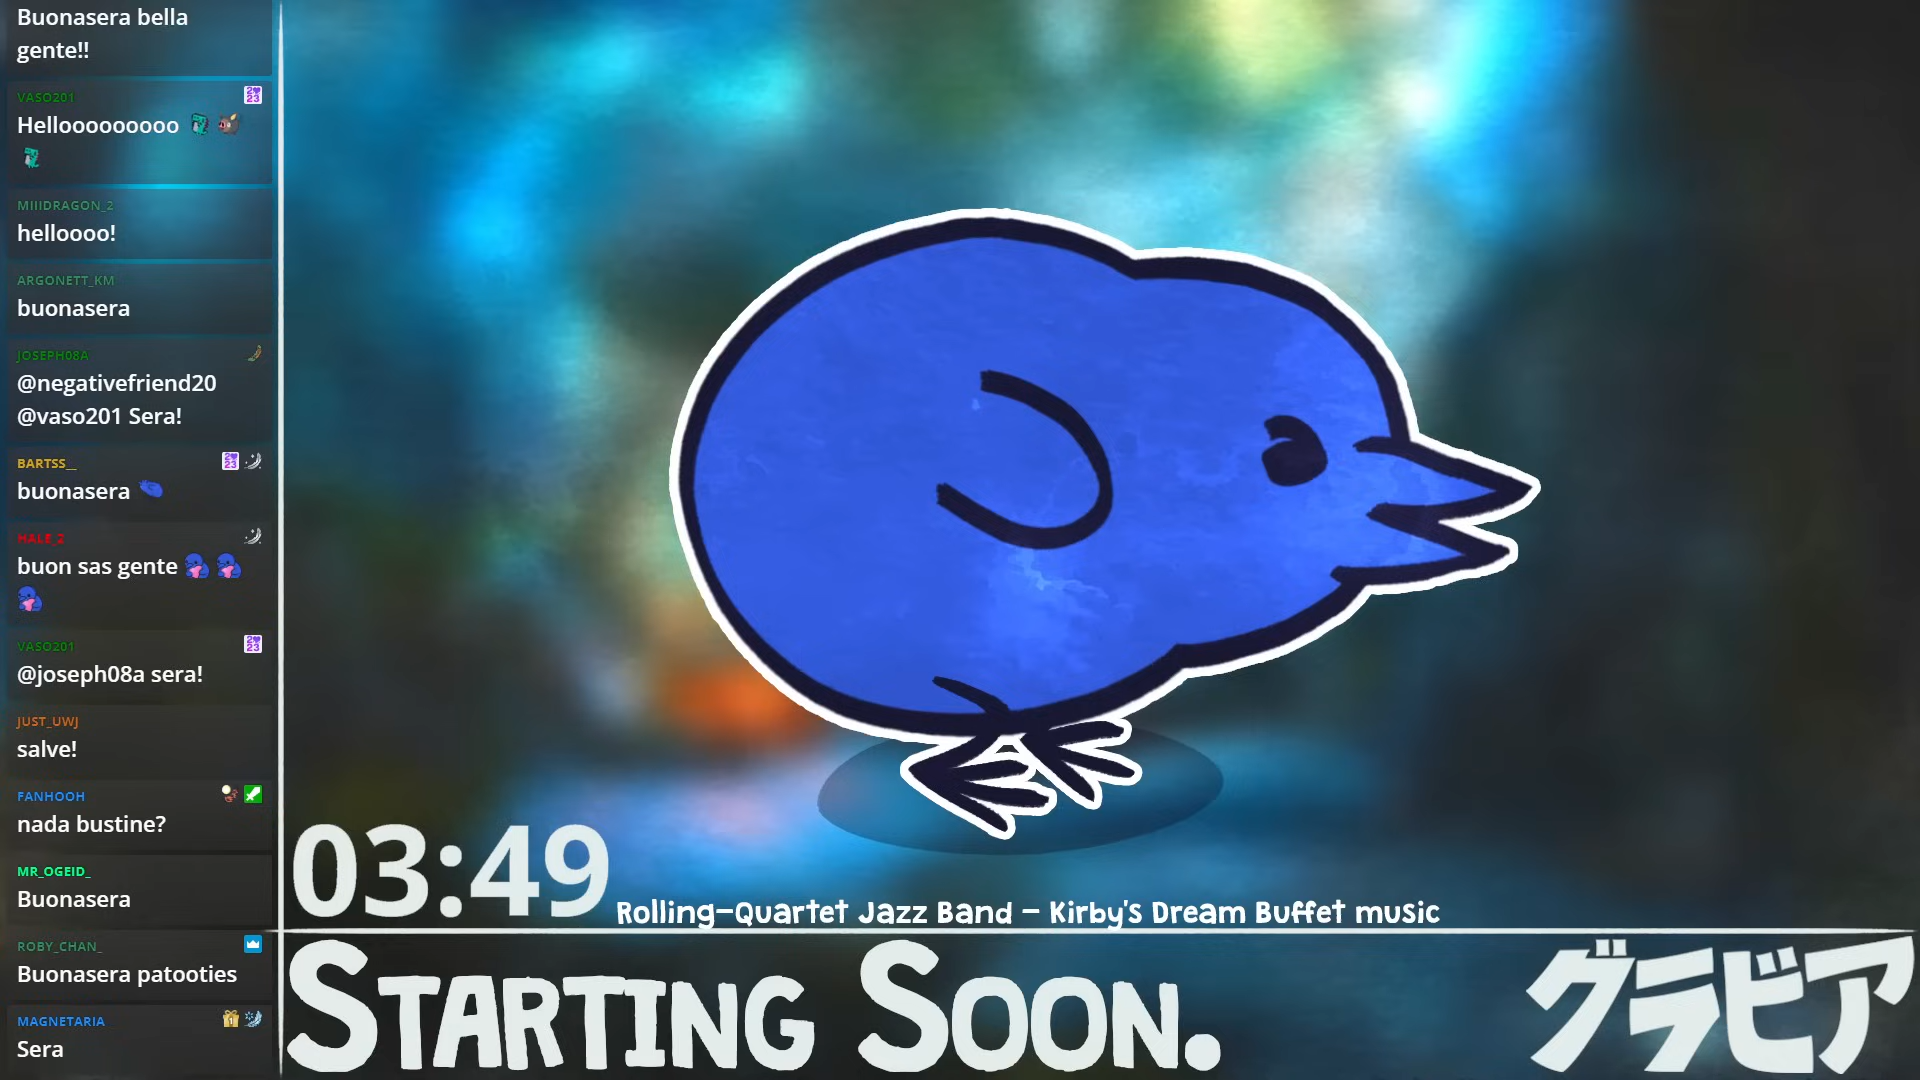 Buonasera bella
gente!!
VASO201
Helloooooooooo
MIIIDRAGON_2
helloooo!
ARGONETT_KM
buonasera
JOSEPH08A
@negativefriend20
@vaso201 Sera!
BARTSS__
buonasera
HALE_2
buon sas gente
VASO201
@joseph08a sera!
JUST_UWJ
salve!
FANHOOH
nada bustine?
MR_OGEID_
Buonasera
ROBY_CHAN_
Buonasera patooties
MAGNETARIA
Sera
03:49
Rolling-Quartet Jazz Band - Kirby's Dream Buffet music
STARTING SOON.
グラビア